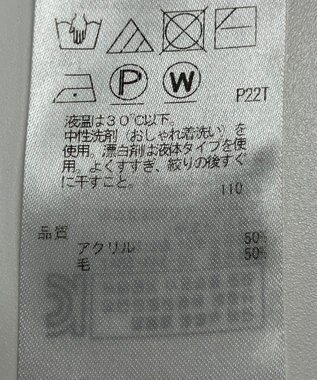 P W P22T
液温は30℃以下。
中性洗剤(おしゃれ着洗い)を
使用。漂白剤は液体タイプを使
用。よくすすぎ、絞りの後すぐ
に干すこと。
110
品質
アクリル 50%
毛 50%